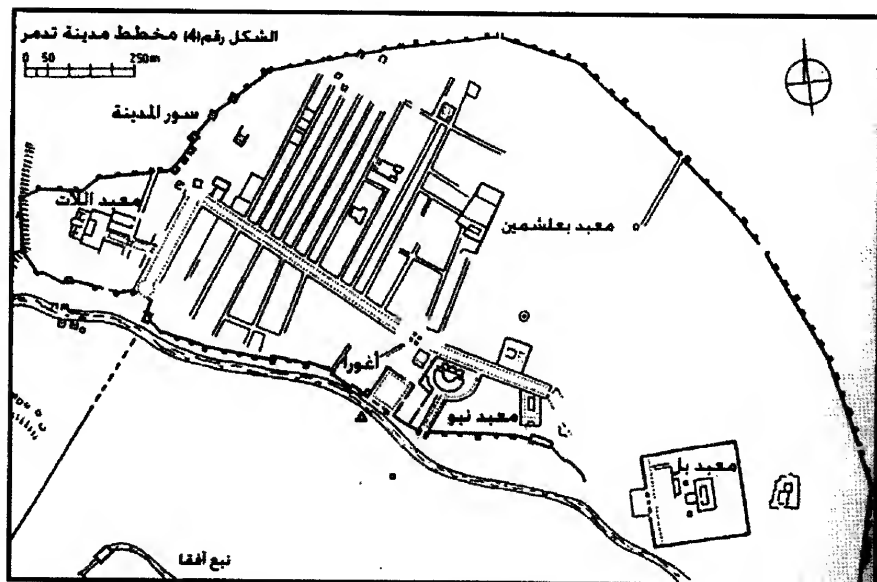 الشكل رقم(4) مخطط مدينة تدمر
0 50 250m
سور المدينة
معبد اللات
معبد بعلشمين
أغورا
معبد نبو
معبد بل
نبع أفقا